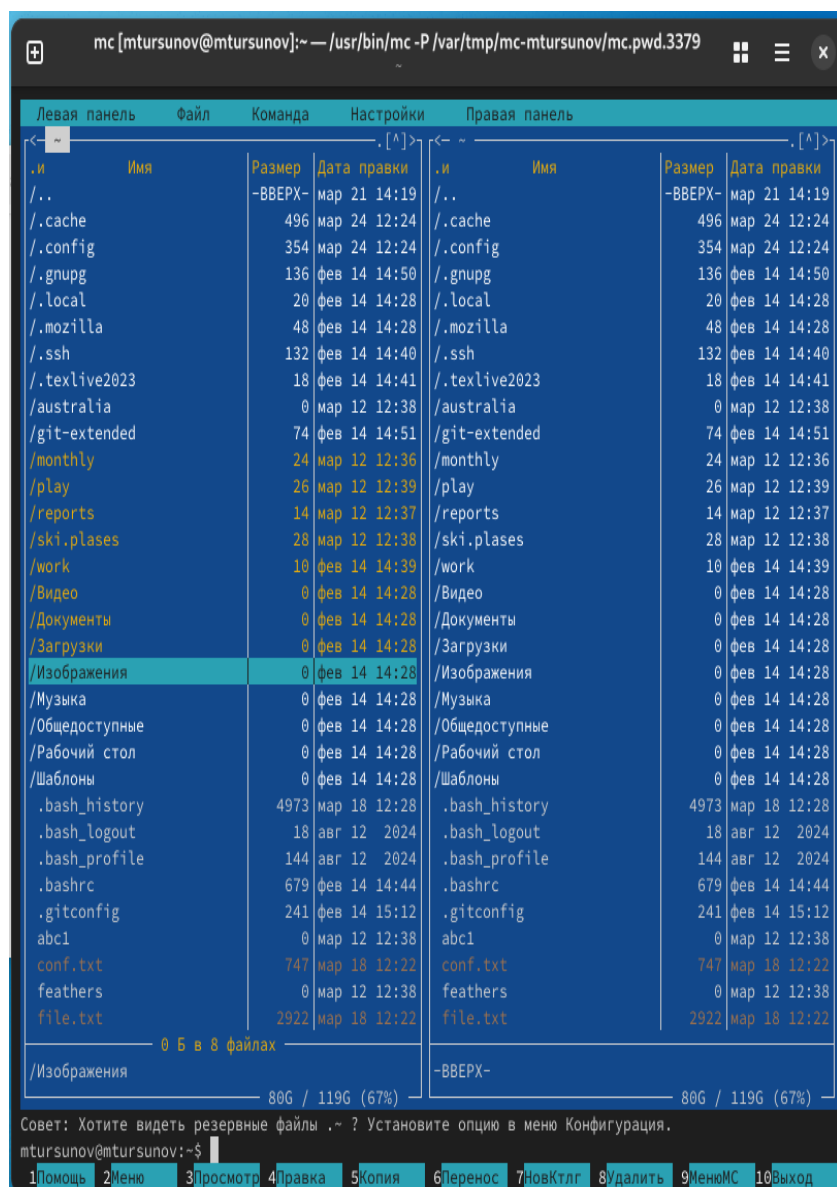 mc [mtursunov@mtursunov]:~ — /usr/bin/mc -P /var/tmp/mc-mtursunov/mc.pwd.3379
~
Левая панель Файл Команда Настройки Правая панель
<— ~ .[^]> <— ~ .[^]>
.и Имя Размер Дата правки .и Имя Размер Дата правки
/.. -ВВЕРХ- мар 21 14:19 /.. -ВВЕРХ- мар 21 14:19
/.cache 496 мар 24 12:24 /.cache 496 мар 24 12:24
/.config 354 мар 24 12:24 /.config 354 мар 24 12:24
/.gnupg 136 фев 14 14:50 /.gnupg 136 фев 14 14:50
/.local 20 фев 14 14:28 /.local 20 фев 14 14:28
/.mozilla 48 фев 14 14:28 /.mozilla 48 фев 14 14:28
/.ssh 132 фев 14 14:40 /.ssh 132 фев 14 14:40
/.texlive2023 18 фев 14 14:41 /.texlive2023 18 фев 14 14:41
/australia 0 мар 12 12:38 /australia 0 мар 12 12:38
/git-extended 74 фев 14 14:51 /git-extended 74 фев 14 14:51
/monthly 24 мар 12 12:36 /monthly 24 мар 12 12:36
/play 26 мар 12 12:39 /play 26 мар 12 12:39
/reports 14 мар 12 12:37 /reports 14 мар 12 12:37
/ski.plases 28 мар 12 12:38 /ski.plases 28 мар 12 12:38
/work 10 фев 14 14:39 /work 10 фев 14 14:39
/Видео 0 фев 14 14:28 /Видео 0 фев 14 14:28
/Документы 0 фев 14 14:28 /Документы 0 фев 14 14:28
/Загрузки 0 фев 14 14:28 /Загрузки 0 фев 14 14:28
/Изображения 0 фев 14 14:28 /Изображения 0 фев 14 14:28
/Музыка 0 фев 14 14:28 /Музыка 0 фев 14 14:28
/Общедоступные 0 фев 14 14:28 /Общедоступные 0 фев 14 14:28
/Рабочий стол 0 фев 14 14:28 /Рабочий стол 0 фев 14 14:28
/Шаблоны 0 фев 14 14:28 /Шаблоны 0 фев 14 14:28
.bash_history 4973 мар 18 12:28 .bash_history 4973 мар 18 12:28
.bash_logout 18 авг 12 2024 .bash_logout 18 авг 12 2024
.bash_profile 144 авг 12 2024 .bash_profile 144 авг 12 2024
.bashrc 679 фев 14 14:44 .bashrc 679 фев 14 14:44
.gitconfig 241 фев 14 15:12 .gitconfig 241 фев 14 15:12
abc1 0 мар 12 12:38 abc1 0 мар 12 12:38
conf.txt 747 мар 18 12:22 conf.txt 747 мар 18 12:22
feathers 0 мар 12 12:38 feathers 0 мар 12 12:38
file.txt 2922 мар 18 12:22 file.txt 2922 мар 18 12:22
0 Б в 8 файлах
/Изображения -ВВЕРХ-
80G / 119G (67%) 80G / 119G (67%)
Совет: Хотите видеть резервные файлы .~ ? Установите опцию в меню Конфигурация.
mtursunov@mtursunov:~$
1Помощь 2Меню 3Просмотр 4Правка 5Копия 6Перенос 7НовКтлг 8Удалить 9МенюMC 10Выход